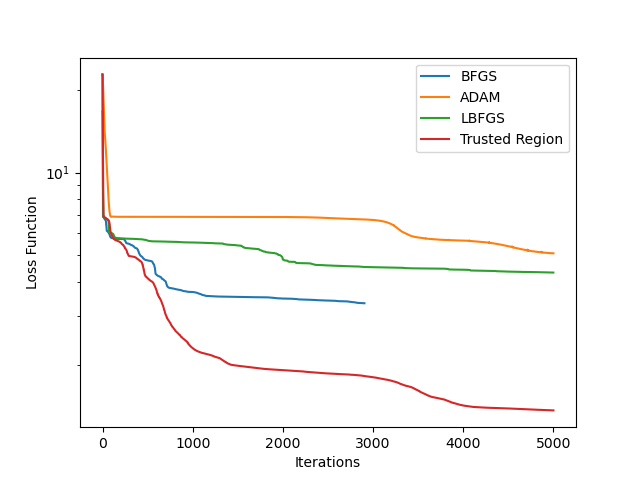 BFGS
ADAM
LBFGS
Trusted Region
10¹
Loss Function
0 1000 2000 3000 4000 5000
Iterations